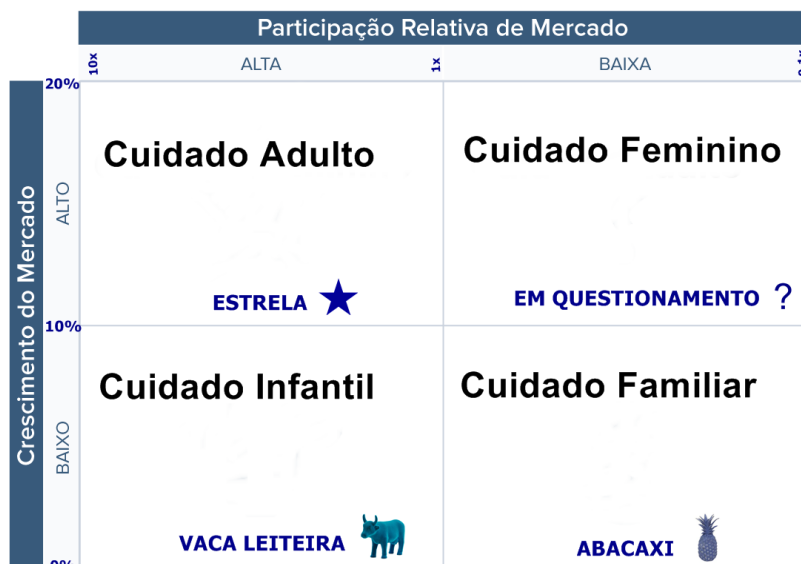 Participação Relativa de Mercado
10x
ALTA
1x
BAIXA
20%
Cuidado Adulto
Cuidado Feminino
Crescimento do Mercado
ALTO
ESTRELA
EM QUESTIONAMENTO ?
10%
Cuidado Infantil
Cuidado Familiar
BAIXO
VACA LEITEIRA
ABACAXI